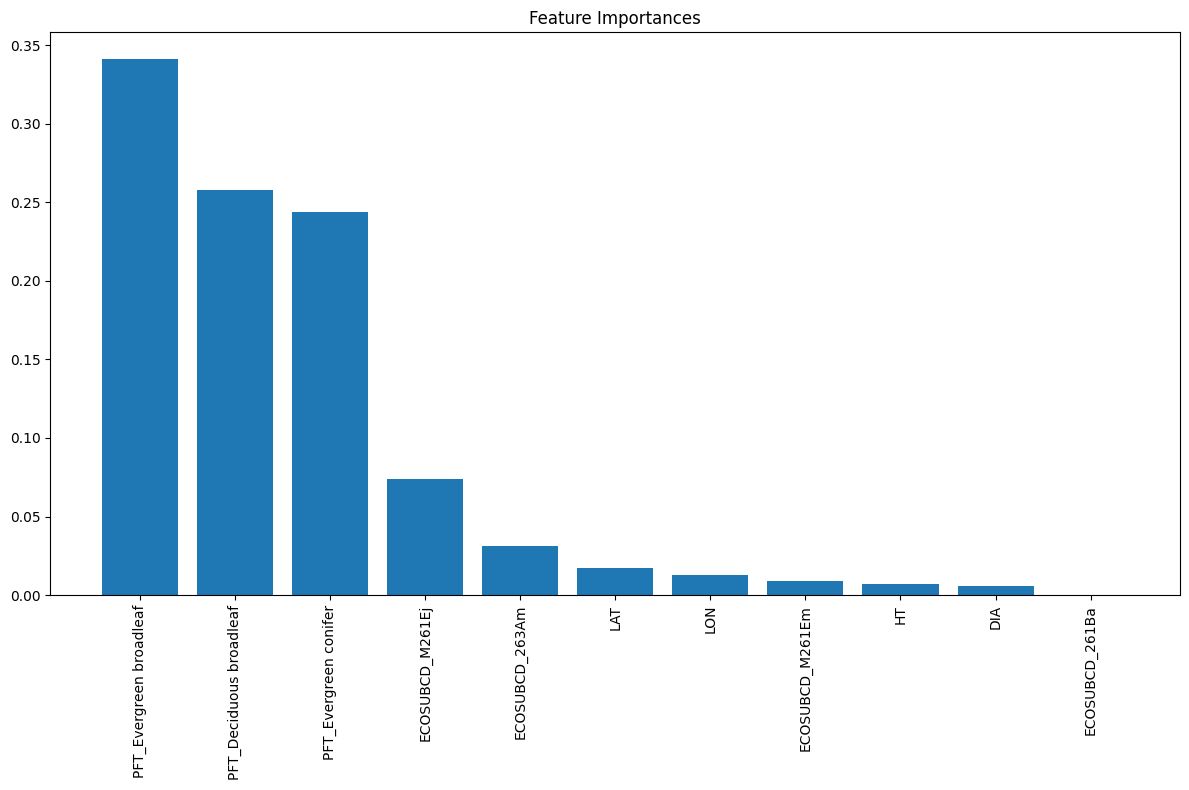 Feature Importances
0.35
0.30
0.25
0.20
0.15
0.10
0.05
0.00
PFT_Evergreen broadleaf
PFT_Deciduous broadleaf
PFT_Evergreen conifer
ECOSUBCD_M261Ej
ECOSUBCD_263Am
LAT
LON
ECOSUBCD_M261Em
HT
DIA
ECOSUBCD_261Ba